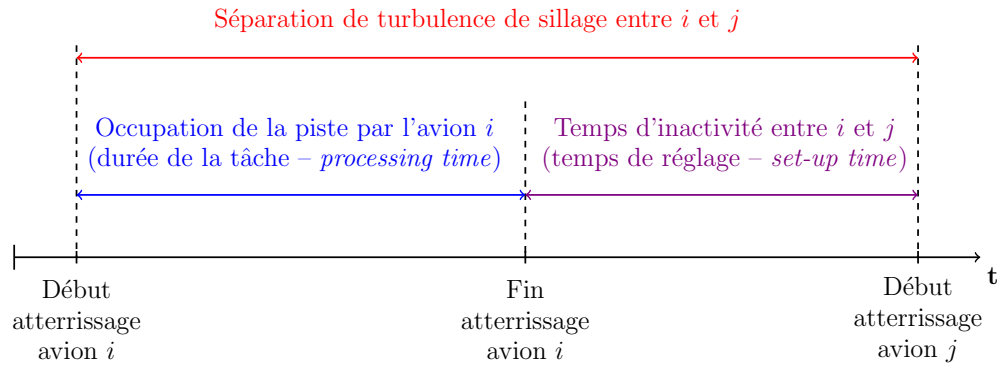 Séparation de turbulence de sillage entre i et j
Occupation de la piste par l'avion i
(durée de la tâche – processing time)
Temps d'inactivité entre i et j
(temps de réglage – set-up time)
t
Début
atterrissage
avion i
Fin
atterrissage
avion i
Début
atterrissage
avion j